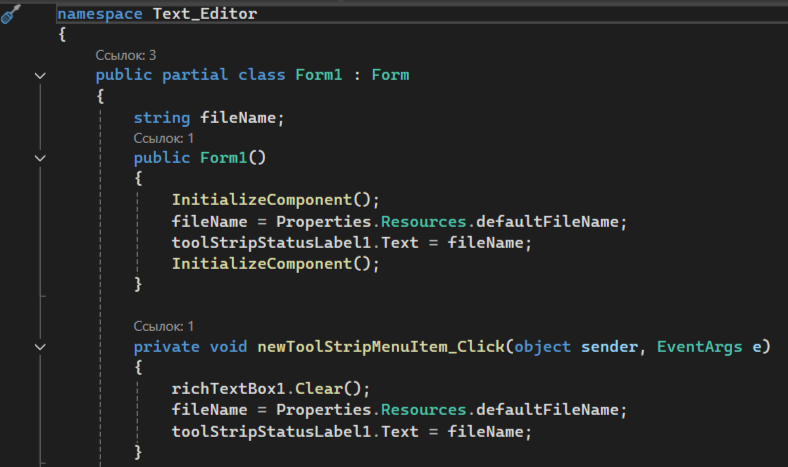 namespace Text_Editor
{
Ссылок: 3
public partial class Form1 : Form
{
string fileName;
Ссылок: 1
public Form1()
{
InitializeComponent();
fileName = Properties.Resources.defaultFileName;
toolStripStatusLabel1.Text = fileName;
InitializeComponent();
}
Ссылок: 1
private void newToolStripMenuItem_Click(object sender, EventArgs e)
{
richTextBox1.Clear();
fileName = Properties.Resources.defaultFileName;
toolStripStatusLabel1.Text = fileName;
}